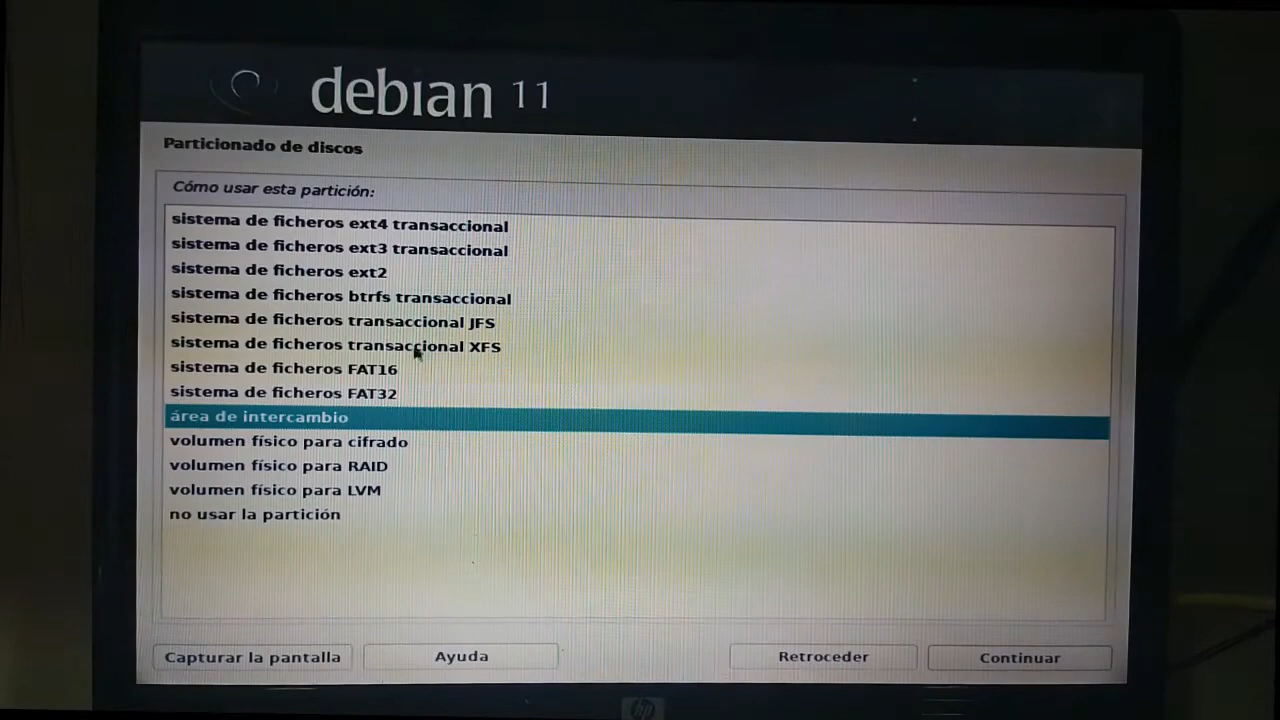 debian 11
Particionado de discos
Cómo usar esta partición:
sistema de ficheros ext4 transaccional
sistema de ficheros ext3 transaccional
sistema de ficheros ext2
sistema de ficheros btrfs transaccional
sistema de ficheros transaccional JFS
sistema de ficheros transaccional XFS
sistema de ficheros FAT16
sistema de ficheros FAT32
área de intercambio
volumen físico para cifrado
volumen físico para RAID
volumen físico para LVM
no usar la partición
Capturar la pantalla
Ayuda
Retroceder
Continuar
hp